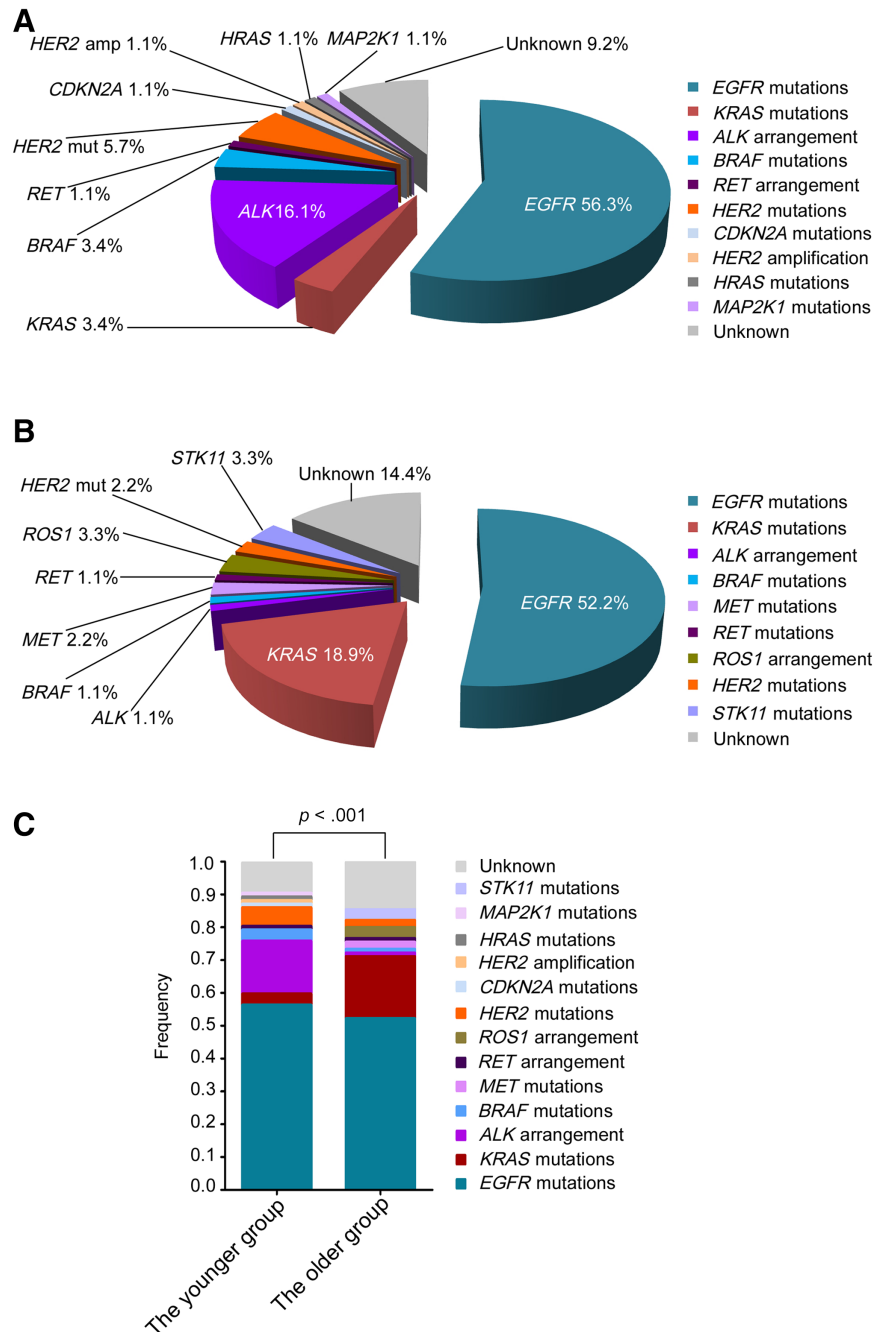 A
HER2 amp 1.1%
HRAS 1.1%
MAP2K1 1.1%
Unknown 9.2%
CDKN2A 1.1%
HER2 mut 5.7%
RET 1.1%
BRAF 3.4%
KRAS 3.4%
ALK16.1%
EGFR 56.3%
EGFR mutations
KRAS mutations
ALK arrangement
BRAF mutations
RET arrangement
HER2 mutations
CDKN2A mutations
HER2 amplification
HRAS mutations
MAP2K1 mutations
Unknown
B
STK11 3.3%
Unknown 14.4%
HER2 mut 2.2%
ROS1 3.3%
RET 1.1%
MET 2.2%
BRAF 1.1%
ALK 1.1%
KRAS 18.9%
EGFR 52.2%
EGFR mutations
KRAS mutations
ALK arrangement
BRAF mutations
MET mutations
RET mutations
ROS1 arrangement
HER2 mutations
STK11 mutations
Unknown
C
p < .001
Frequency
1.0
0.9
0.8
0.7
0.6
0.5
0.4
0.3
0.2
0.1
0.0
The younger group
The older group
Unknown
STK11 mutations
MAP2K1 mutations
HRAS mutations
HER2 amplification
CDKN2A mutations
HER2 mutations
ROS1 arrangement
RET arrangement
MET mutations
BRAF mutations
ALK arrangement
KRAS mutations
EGFR mutations